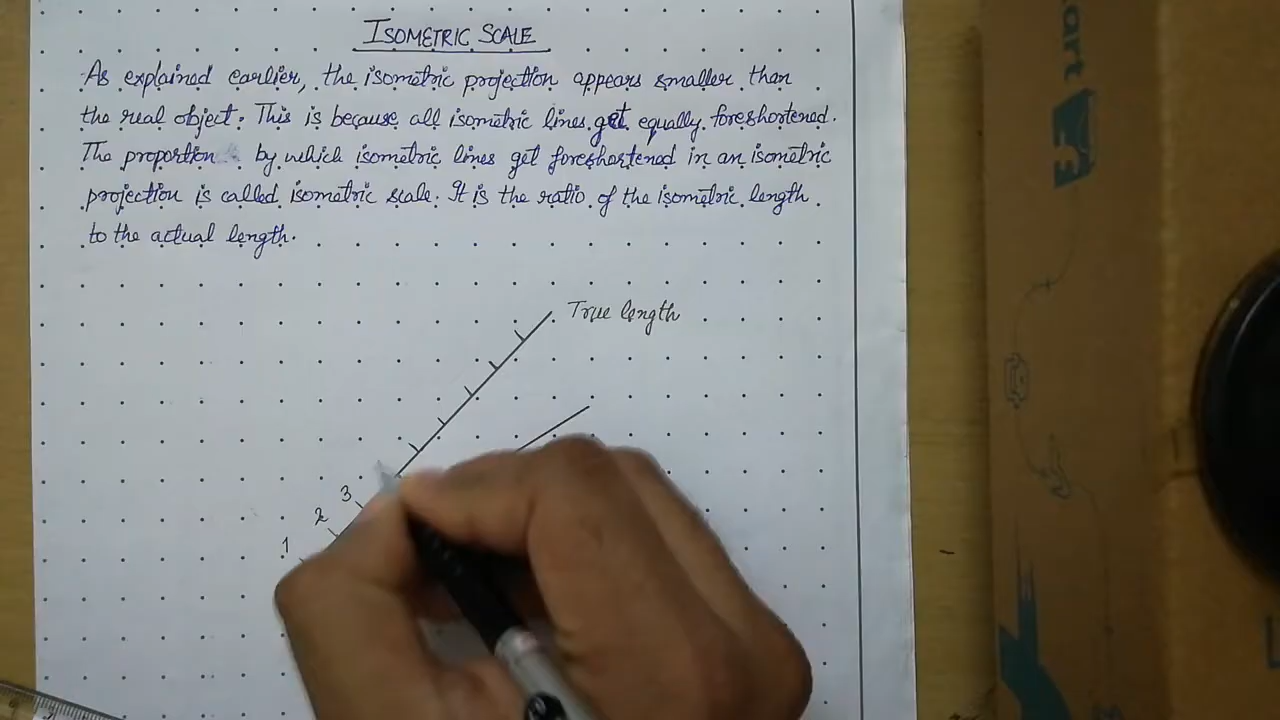 ISOMETRIC SCALE
As explained earlier, the isometric projection appears smaller than
the real object. This is because all isometric lines get equally foreshortened.
The proportion by which isometric lines get foreshortened in an isometric
projection is called isometric scale. It is the ratio of the isometric length
to the actual length.
True length
3
2
1
art